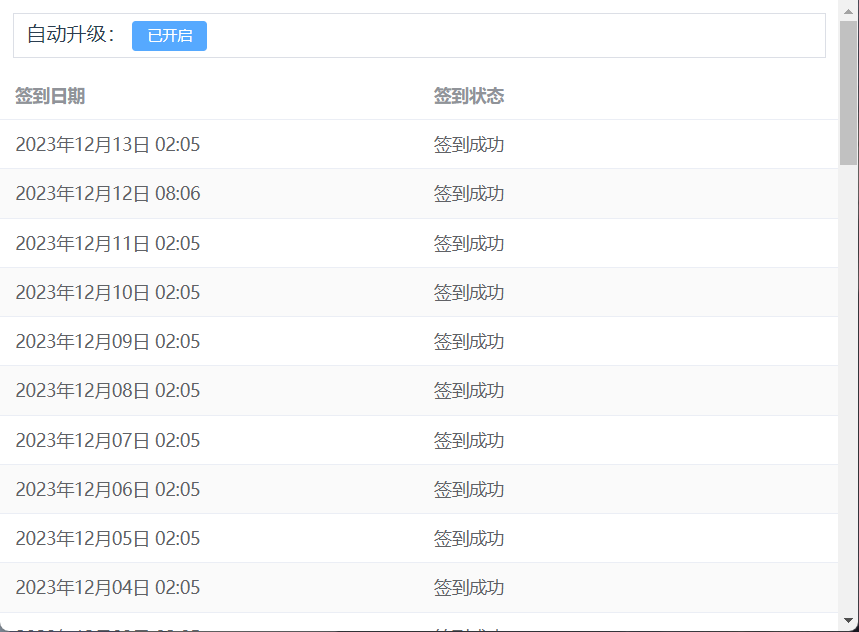 自动升级： 已开启
签到日期 签到状态
2023年12月13日 02:05 签到成功
2023年12月12日 08:06 签到成功
2023年12月11日 02:05 签到成功
2023年12月10日 02:05 签到成功
2023年12月09日 02:05 签到成功
2023年12月08日 02:05 签到成功
2023年12月07日 02:05 签到成功
2023年12月06日 02:05 签到成功
2023年12月05日 02:05 签到成功
2023年12月04日 02:05 签到成功